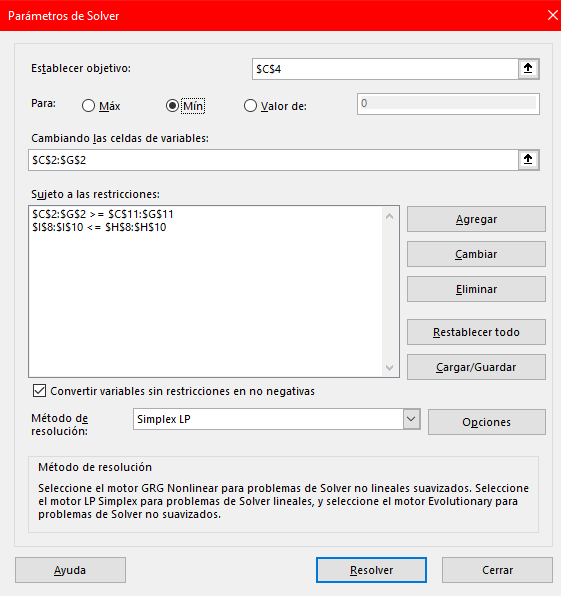 Parámetros de Solver
Establecer objetivo: $C$4
Para: Máx Mín Valor de: 0
Cambiando las celdas de variables:
$C$2:$G$2
Sujeto a las restricciones:
$C$2:$G$2 >= $C$11:$G$11
$I$8:$I$10 <= $H$8:$H$10
Agregar
Cambiar
Eliminar
Restablecer todo
Cargar/Guardar
Convertir variables sin restricciones en no negativas
Método de
resolución:
Simplex LP
Opciones
Método de resolución
Seleccione el motor GRG Nonlinear para problemas de Solver no lineales suavizados. Seleccione
el motor LP Simplex para problemas de Solver lineales, y seleccione el motor Evolutionary para
problemas de Solver no suavizados.
Ayuda Resolver Cerrar